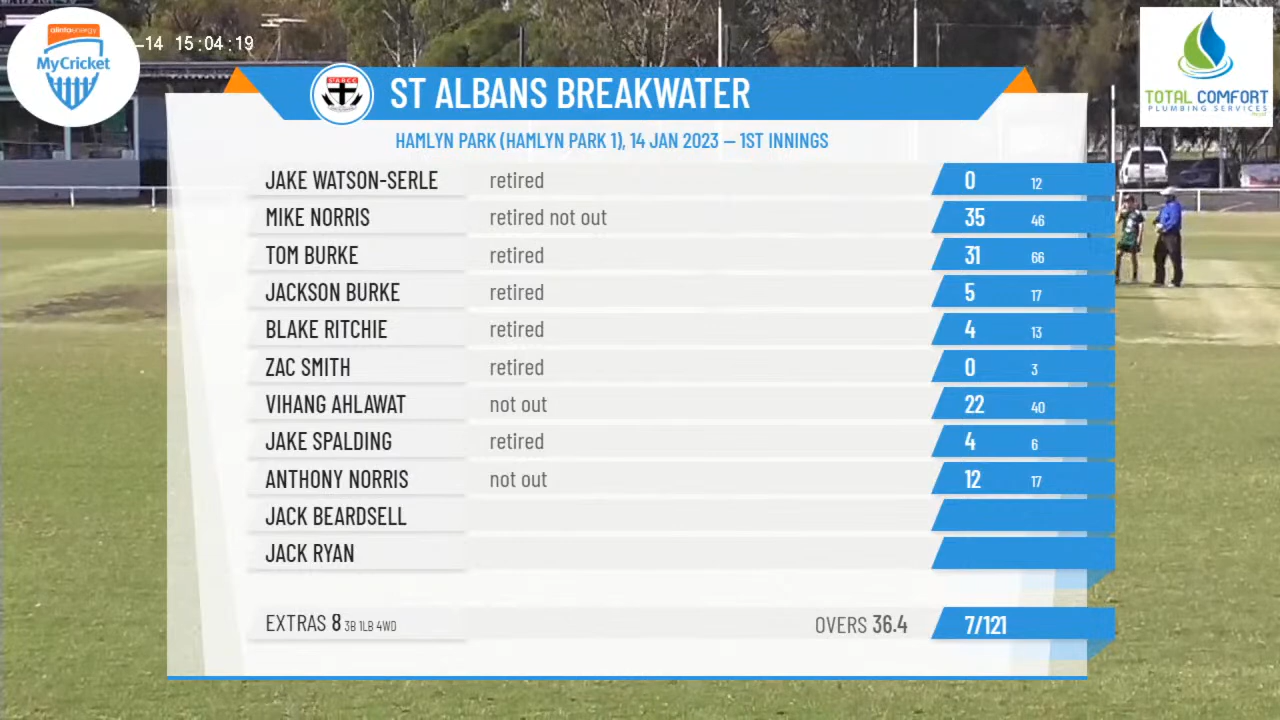 alintaenergy
MyCricket
-14 15:04:19
TOTAL COMFORT
PLUMBING SERVICES
ST ALBANS BREAKWATER
HAMLYN PARK (HAMLYN PARK 1), 14 JAN 2023 – 1ST INNINGS
JAKE WATSON-SERLE retired 0 12
MIKE NORRIS retired not out 35 46
TOM BURKE retired 31 66
JACKSON BURKE retired 5 17
BLAKE RITCHIE retired 4 13
ZAC SMITH retired 0 3
VIHANG AHLAWAT not out 22 40
JAKE SPALDING retired 4 6
ANTHONY NORRIS not out 12 17
JACK BEARDSELL
JACK RYAN
EXTRAS 8 3B 1LB 4WD OVERS 36.4 7/121